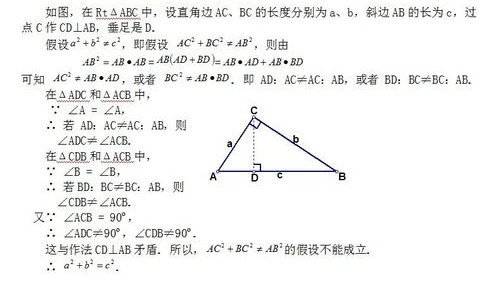 如图，在Rt△ABC中，设直角边AC、BC的长度分别为a、b，斜边AB的长为c，过
点C作CD⊥AB，垂足是D.
假设a²+b²≠c²，即假设 AC²+BC²≠AB²，则由
AB²=AB•AB=AB(AD+BD)=AB•AD+AB•BD
可知 AC²≠AB•AD，或者 BC²≠AB•BD．即 AD：AC≠AC：AB，或者 BD：BC≠BC：AB.
在△ADC和△ACB中，
∵ ∠A = ∠A，
∴ 若 AD：AC≠AC：AB，则
∠ADC≠∠ACB.
在△CDB和△ACB中，
∵ ∠B = ∠B，
∴ 若BD：BC≠BC：AB，则
∠CDB≠∠ACB.
又∵ ∠ACB = 90°，
∴ ∠ADC≠90°，∠CDB≠90°.
这与作法CD⊥AB矛盾．所以，AC²+BC²≠AB²的假设不能成立.
∴ a²+b²=c².
C
a
b
A
D
c
B